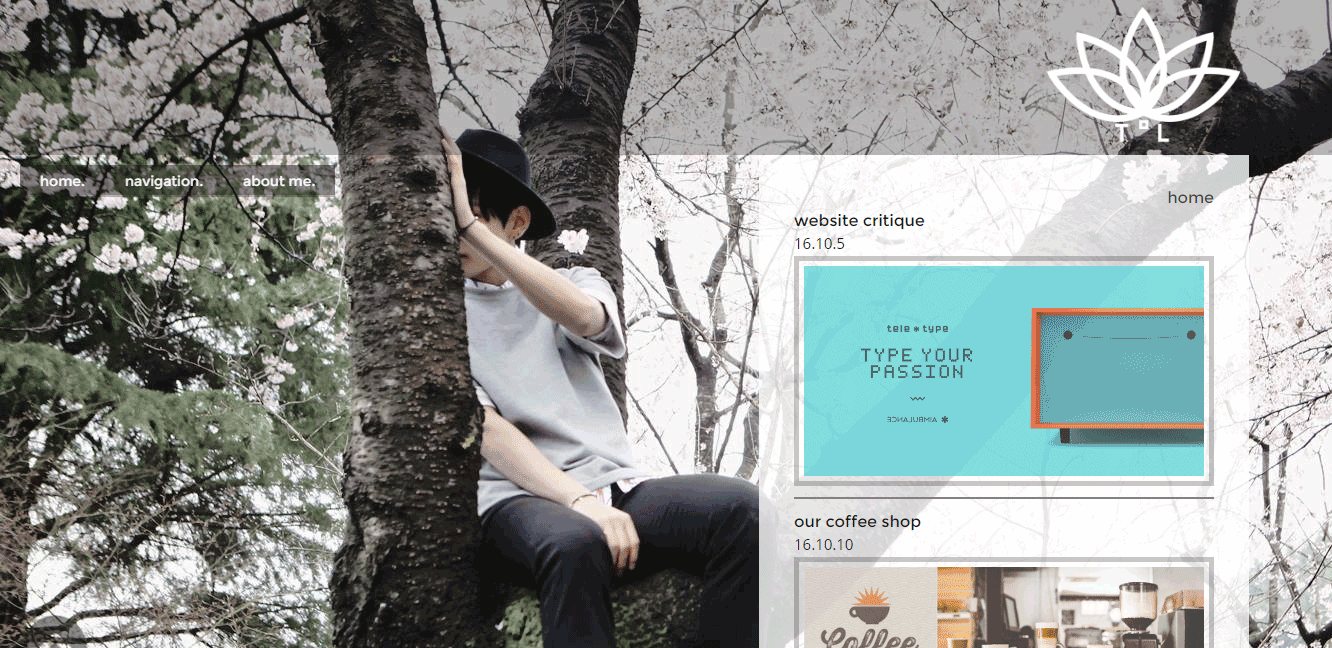 T L
home. navigation. about me.
home
website critique
16.10.5
tele*type
TYPE YOUR
PASSION
our coffee shop
16.10.10
Coffee